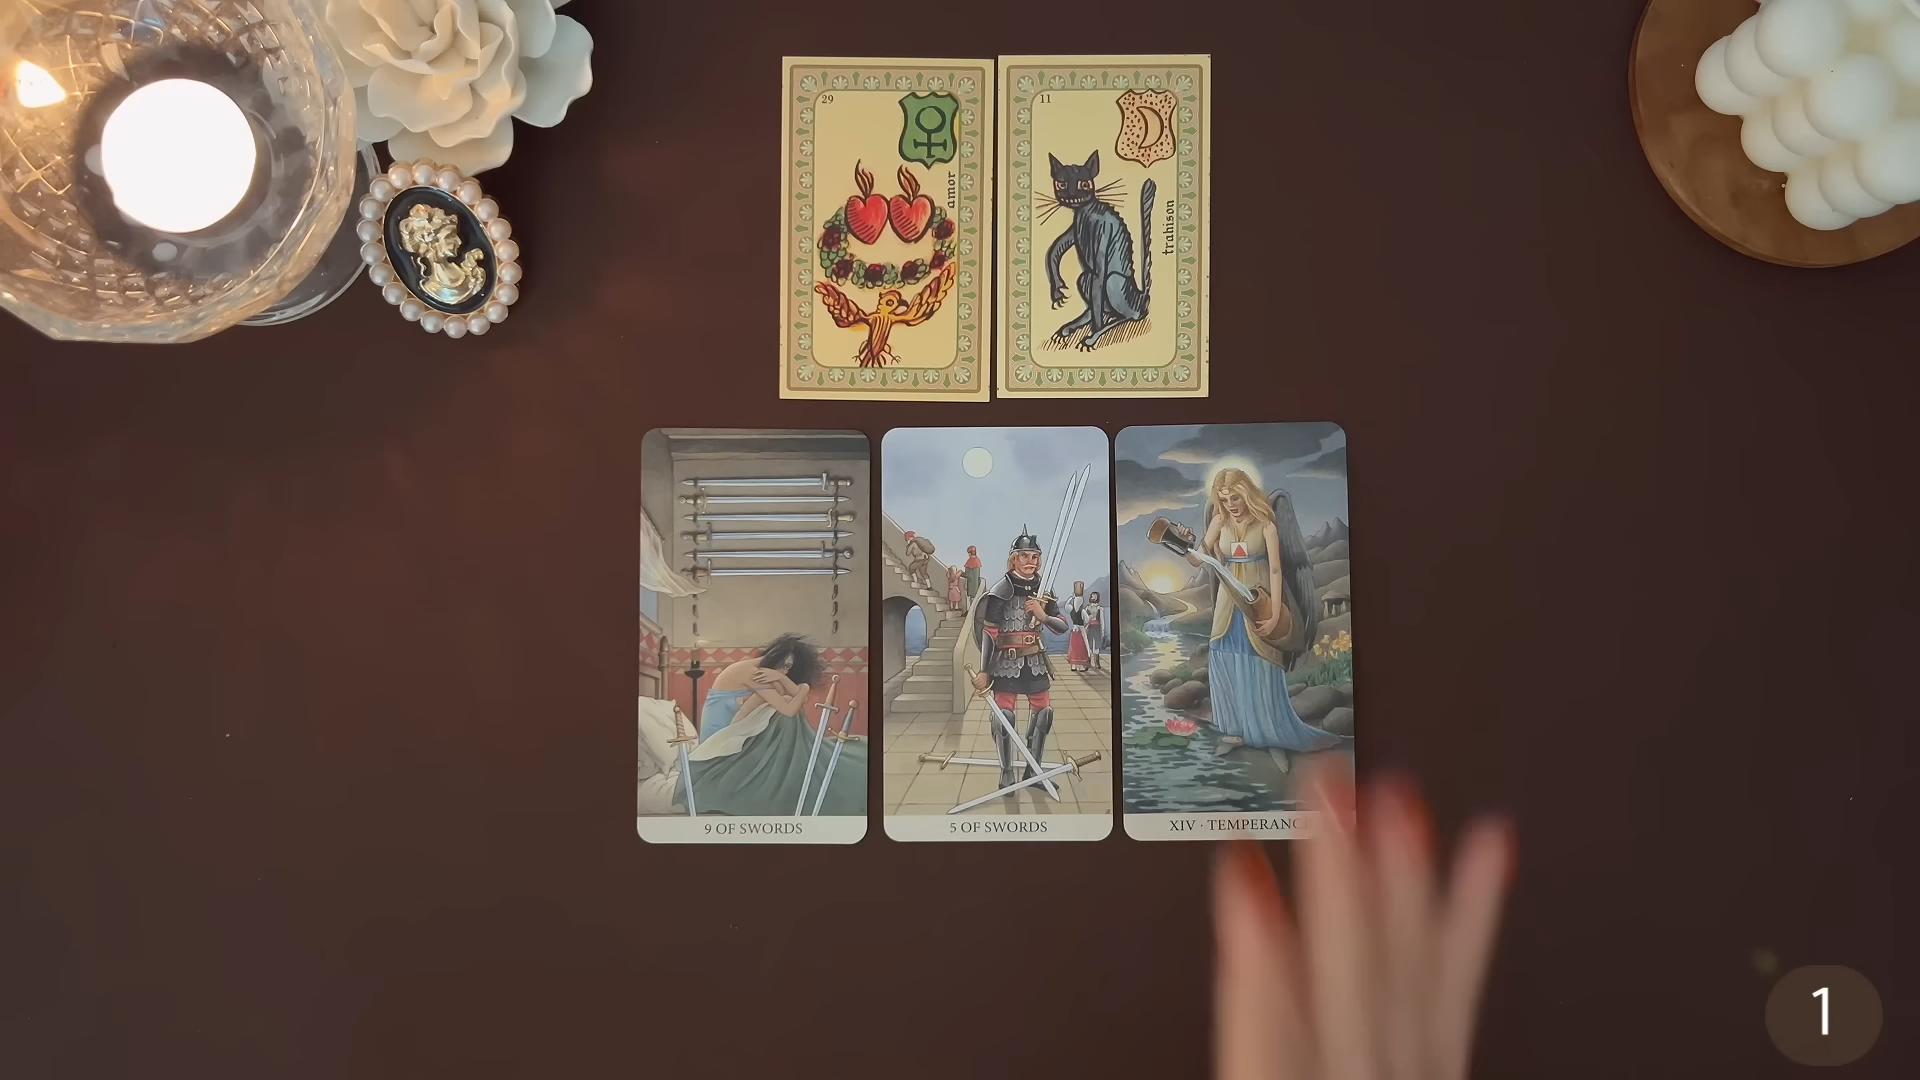 29
amor
11
trahison
9 OF SWORDS
5 OF SWORDS
XIV · TEMPERANC
1